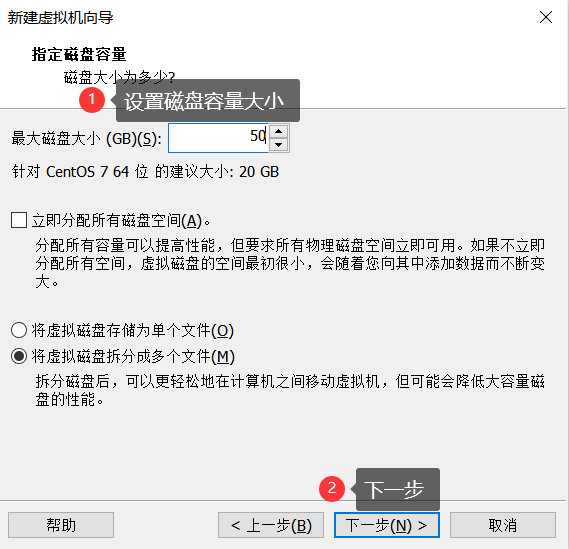 新建虚拟机向导
指定磁盘容量
磁盘大小为多少?
1 设置磁盘容量大小
最大磁盘大小 (GB)(S): 50
针对 CentOS 7 64 位 的建议大小: 20 GB
立即分配所有磁盘空间(A)。
分配所有容量可以提高性能，但要求所有物理磁盘空间立即可用。如果不立即
分配所有空间，虚拟磁盘的空间最初很小，会随着您向其中添加数据而不断变
大。
将虚拟磁盘存储为单个文件(O)
将虚拟磁盘拆分成多个文件(M)
拆分磁盘后，可以更轻松地在计算机之间移动虚拟机，但可能会降低大容量磁
盘的性能。
2 下一步
帮助 < 上一步(B) 下一步(N) > 取消